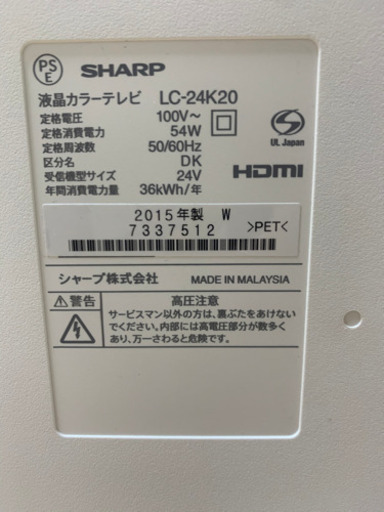 PS
E
SHARP
液晶カラーテレビ LC-24K20
定格電圧 100V～
定格消費電力 54W
定格周波数 50/60Hz
区分名 DK
受信機型サイズ 24V
年間消費電力量 36kWh/年
UL Japan
HDMI
2015年製 W
7337512
>PET<
シャープ株式会社 MADE IN MALAYSIA
警告
高圧注意
サービスマン以外の方は、裏ぶたをあけない
でください。内部には高電圧部分が数多く
あり、万一さわると危険です。